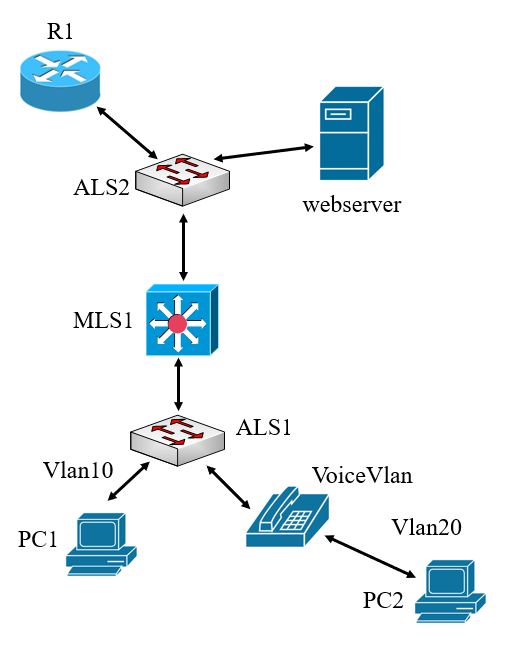 R1
ALS2
webserver
MLS1
ALS1
Vlan10
VoiceVlan
Vlan20
PC1
PC2